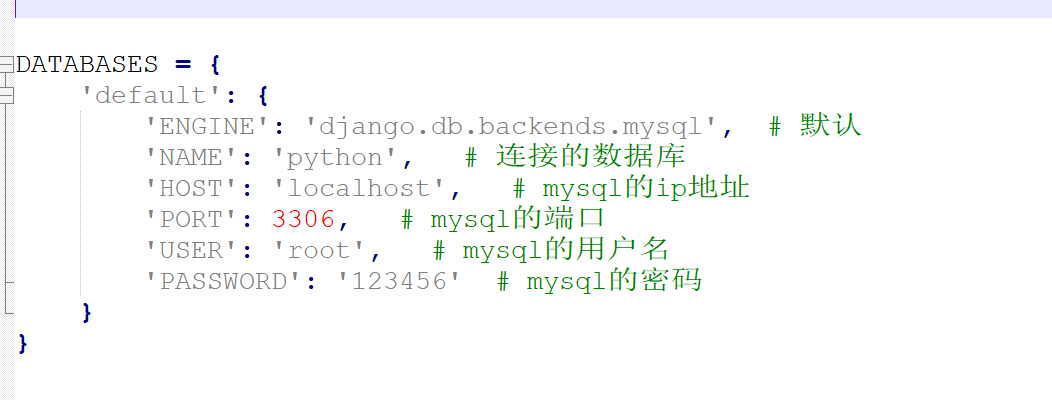 DATABASES = {
    'default': {
        'ENGINE': 'django.db.backends.mysql',  # 默认
        'NAME': 'python',   # 连接的数据库
        'HOST': 'localhost',   # mysql的ip地址
        'PORT': 3306,   # mysql的端口
        'USER': 'root',   # mysql的用户名
        'PASSWORD': '123456'  # mysql的密码
    }
}